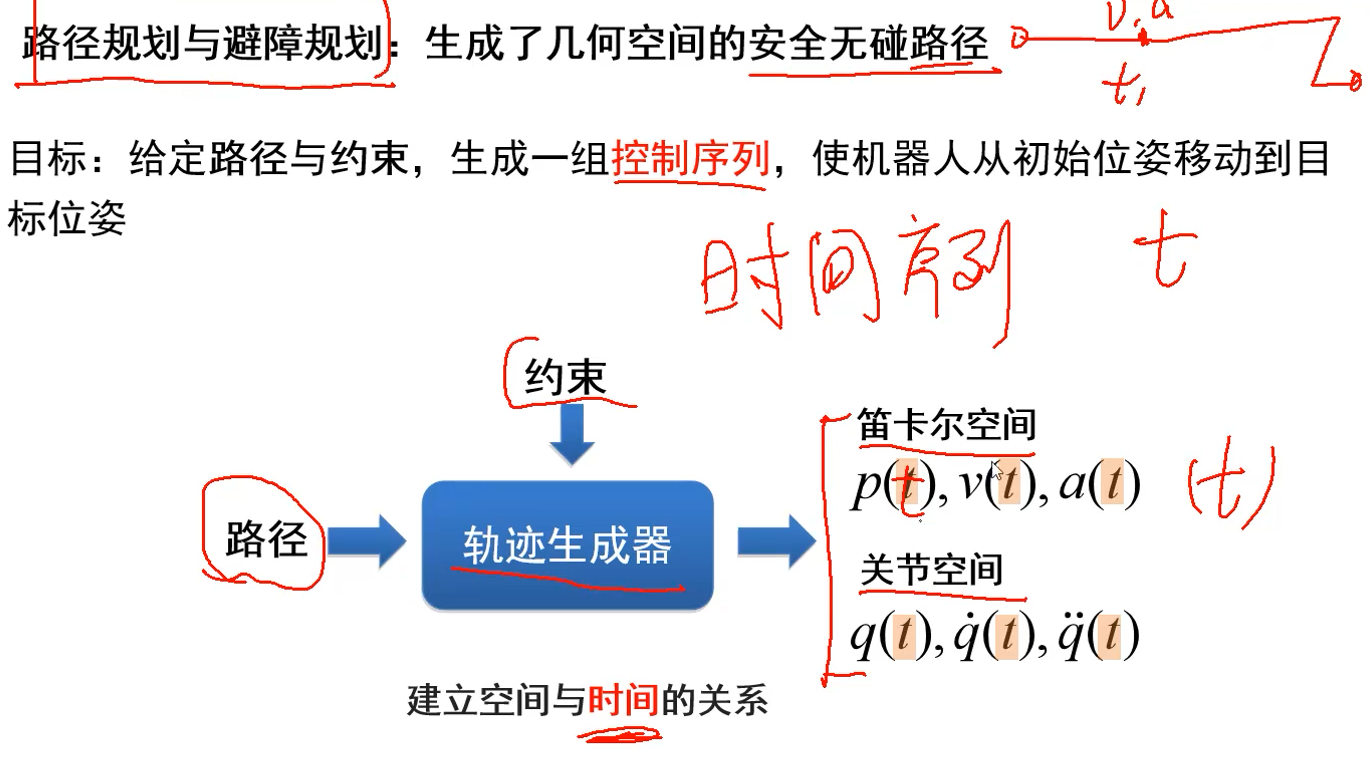 路径规划与避障规划：生成了几何空间的安全无碰路径
v, a
t₁
目标：给定路径与约束，生成一组控制序列，使机器人从初始位姿移动到目
标位姿
时间序列 t
约束
笛卡尔空间
p(t), v(t), a(t) (t)
路径
轨迹生成器
关节空间
q(t), q̇(t), q̈(t)
建立空间与时间的关系